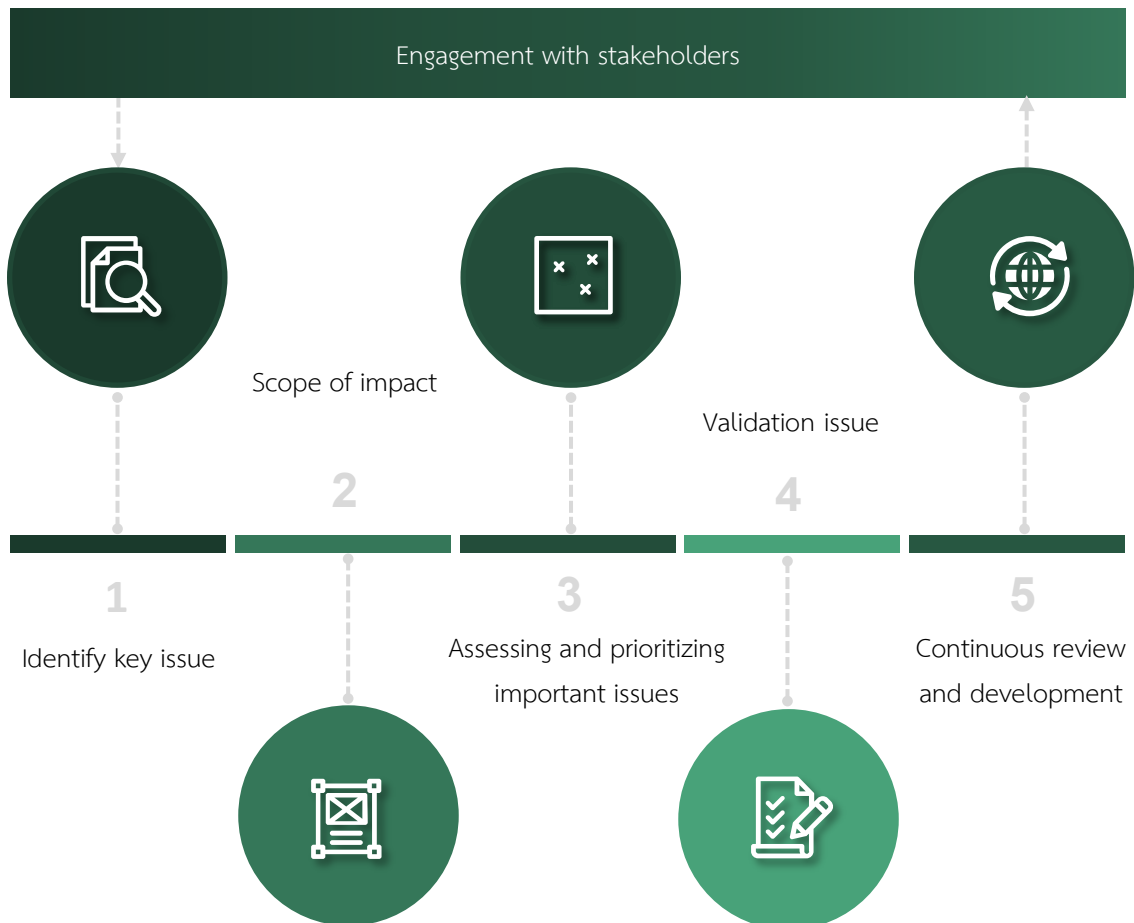 Engagement with stakeholders
1
Identify key issue
2
Scope of impact
3
Assessing and prioritizing
important issues
4
Validation issue
5
Continuous review
and development